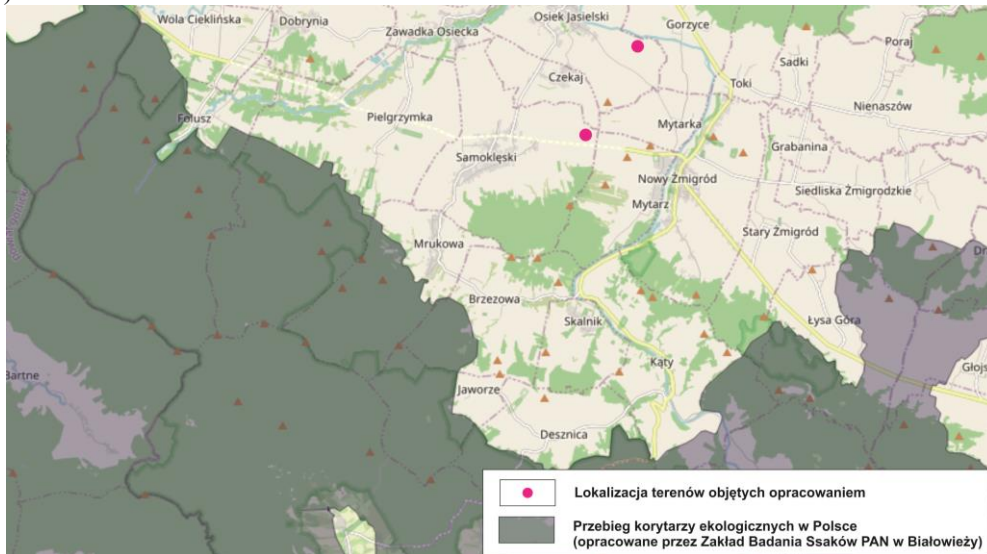 Wola Cieklińska
Dobrynia
Zawadka Osiecka
Osiek Jasielski
Gorzyce
Poraj
Sadki
Czekaj
Toki
Nienaszów
Folusz
Pielgrzymka
Mytarka
Grabanina
Samoklęski
Nowy Żmigród
Siedliska Żmigrodzkie
Mytarz
Mrukowa
Stary Żmigród
Brzezowa
Skalnik
Łysa Góra
Kąty
Głojs
Bartne
Jaworze
Desznica
Lokalizacja terenów objętych opracowaniem
Przebieg korytarzy ekologicznych w Polsce
(opracowane przez Zakład Badania Ssaków PAN w Białowieży)